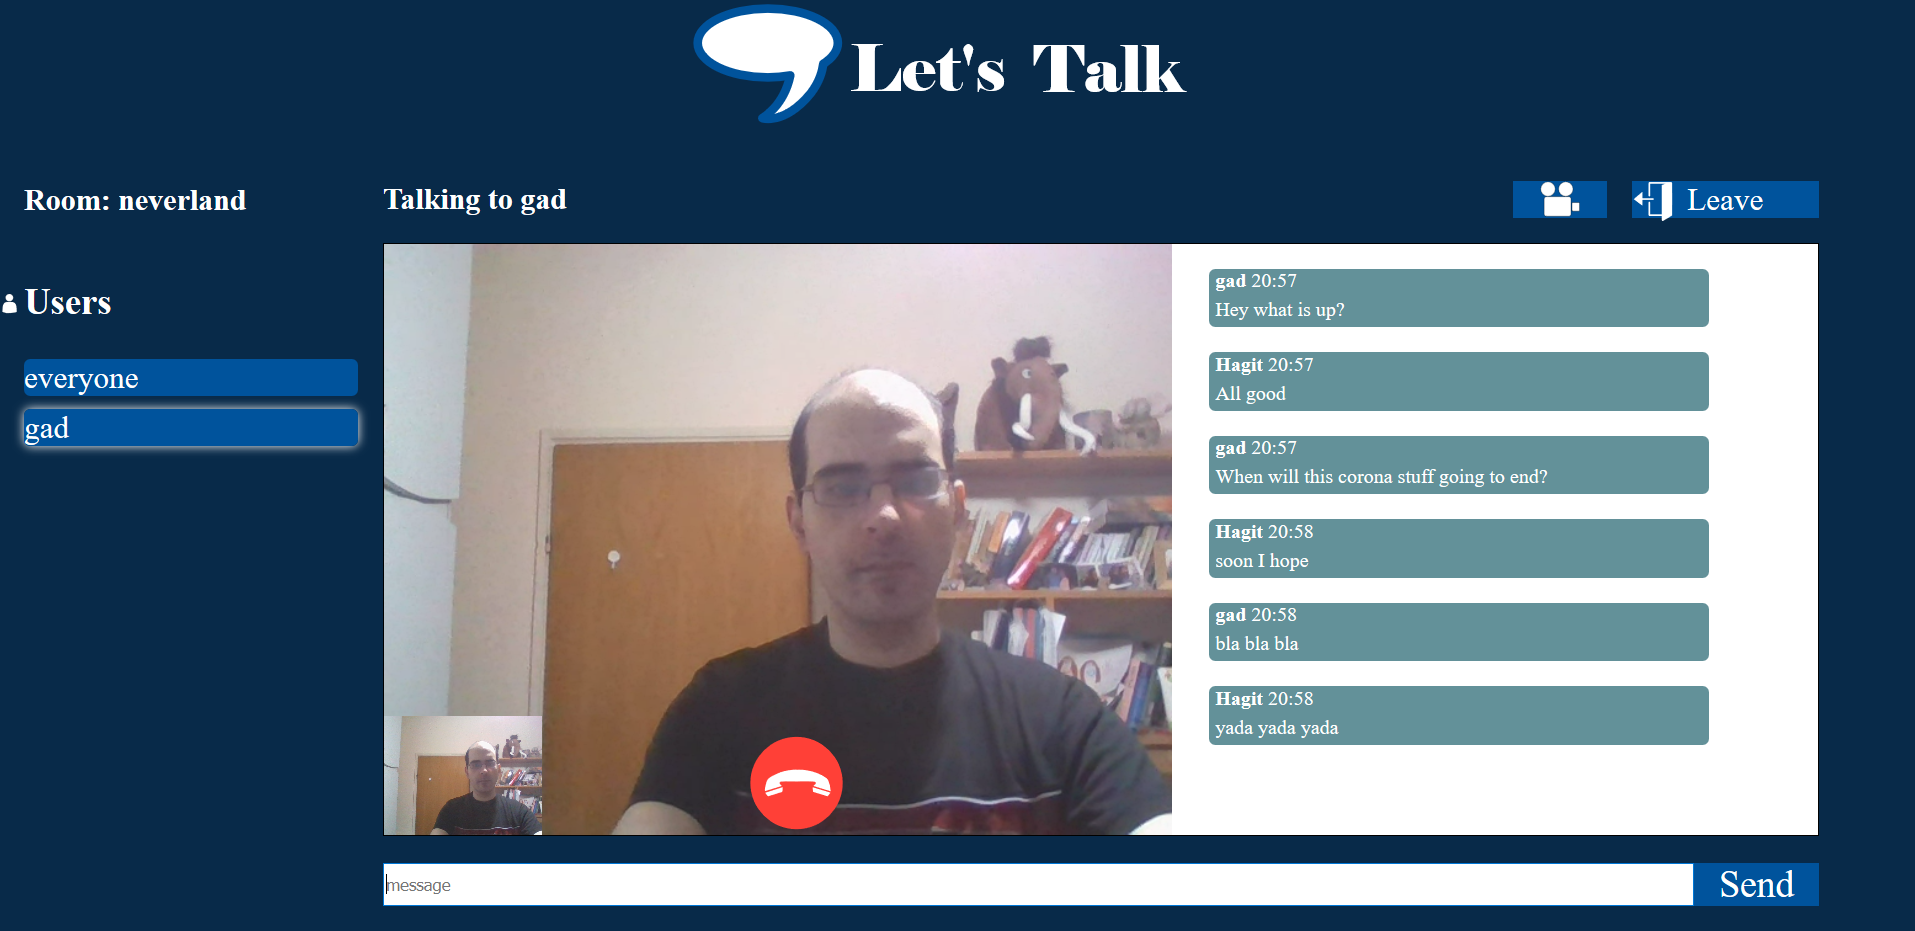 Let's Talk
Room: neverland
Talking to gad
Leave
Users
everyone
gad
gad 20:57
Hey what is up?
Hagit 20:57
All good
gad 20:57
When will this corona stuff going to end?
Hagit 20:58
soon I hope
gad 20:58
bla bla bla
Hagit 20:58
yada yada yada
message
Send